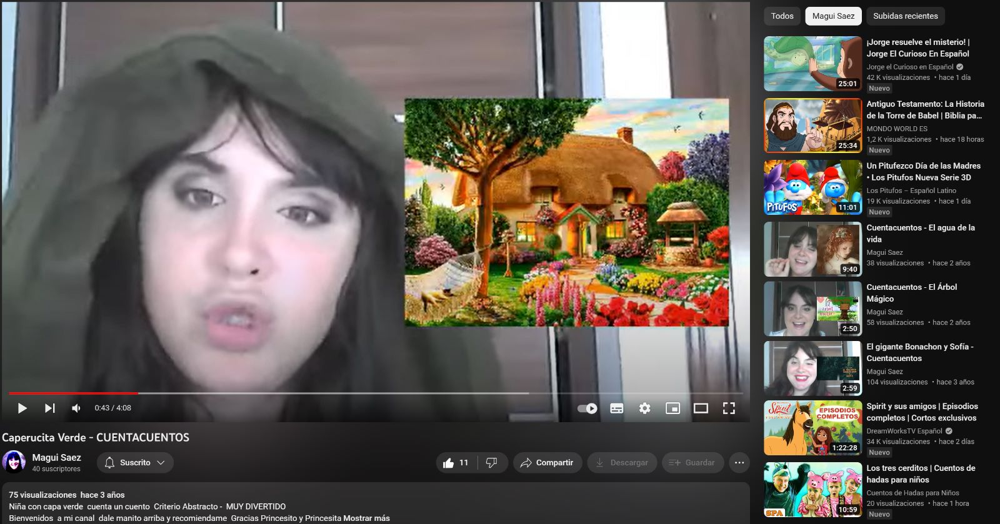 0:43 / 4:08
Caperucita Verde - CUENTACUENTOS
Magui Saez
40 suscriptores
Suscrito
11
Compartir
Descargar
Guardar
75 visualizaciones hace 3 años
Niña con capa verde cuenta un cuento Criterio Abstracto - MUY DIVERTIDO
Bienvenidos a mi canal dale manito arriba y recomiendame Gracias Princesito y Princesita Mostrar más
Todos
Magui Saez
Subidas recientes
25:01
¡Jorge resuelve el misterio! |
Jorge El Curioso En Español
Jorge el Curioso en Español
42 K visualizaciones • hace 1 día
Nuevo
25:34
Antiguo Testamento: La Historia
de la Torre de Babel | Biblia pa...
MONDO WORLD ES
1,2 K visualizaciones • hace 18 horas
Nuevo
PITUFOS
11:01
Un Pitufezco Día de las Madres
• Los Pitufos Nueva Serie 3D
Los Pitufos – Español Latino
19 K visualizaciones • hace 1 día
Nuevo
9:40
Cuentacuentos - El agua de la
vida
Magui Saez
38 visualizaciones • hace 2 años
2:50
Cuentacuentos - El Árbol
Mágico
Magui Saez
58 visualizaciones • hace 2 años
2:59
El gigante Bonachon y Sofía -
Cuentacuentos
Magui Saez
104 visualizaciones • hace 3 años
Spirit
EPISODIOS
COMPLETOS
1:22:28
Spirit y sus amigos | Episodios
completos | Cortos exclusivos
DreamWorksTV Español
34 K visualizaciones • hace 2 días
Nuevo
SPA
10:59
Los tres cerditos | Cuentos de
hadas para niños
Cuentos de Hadas para Niños
20 visualizaciones • hace 1 hora
Nuevo